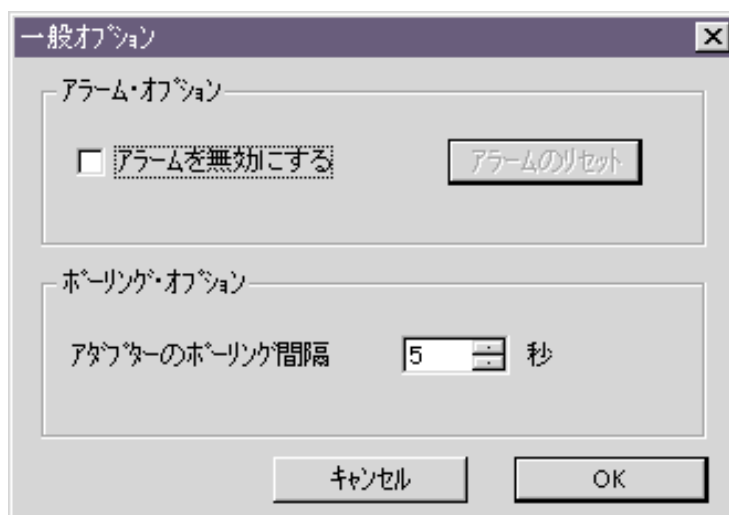 一般オプション
アラーム・オプション
アラームを無効にする
アラームのリセット
ポーリング・オプション
アダプターのポーリング間隔 5 秒
キャンセル OK